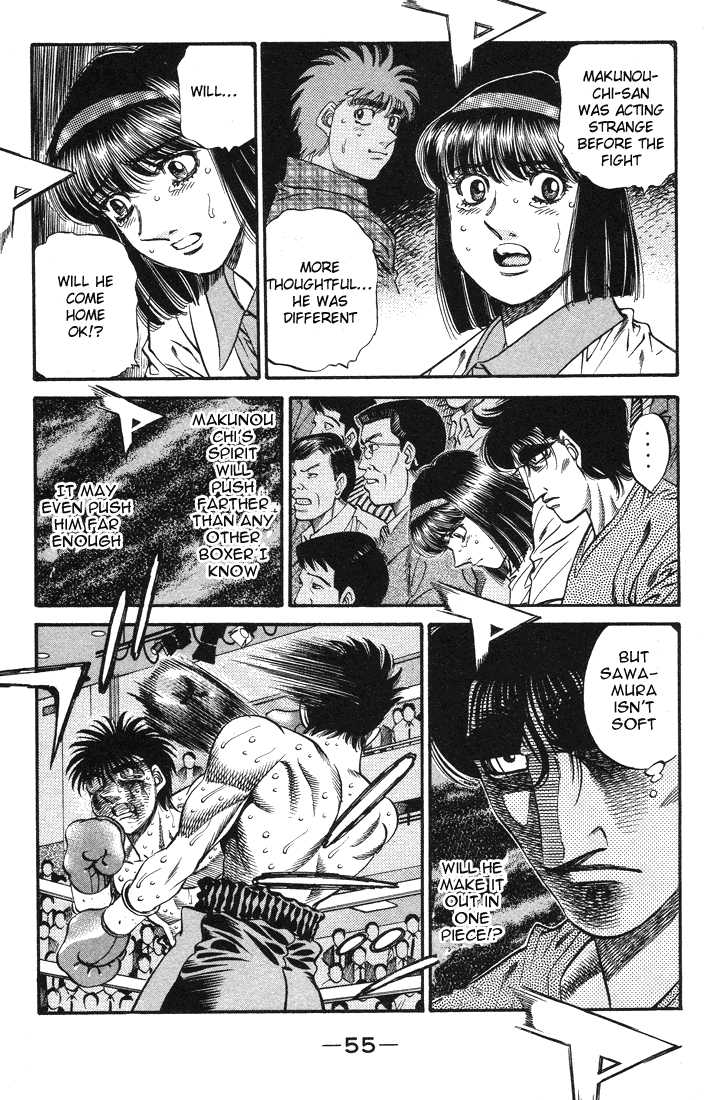 MAKUNOU-
CHI-SAN
WAS ACTING
STRANGE
BEFORE THE
FIGHT
MORE
THOUGHTFUL...
HE WAS
DIFFERENT
WILL...
WILL HE
COME
HOME
OK!?
...
MAKUNOU
CHI'S
SPIRIT
WILL
PUSH
FARTHER
THAN ANY
OTHER
BOXER I
KNOW
IT MAY
EVEN PUSH
HIM FAR
ENOUGH
BUT
SAWA-
MURA
ISN'T
SOFT
WILL HE
MAKE IT
OUT IN
ONE
PIECE!?
—55—